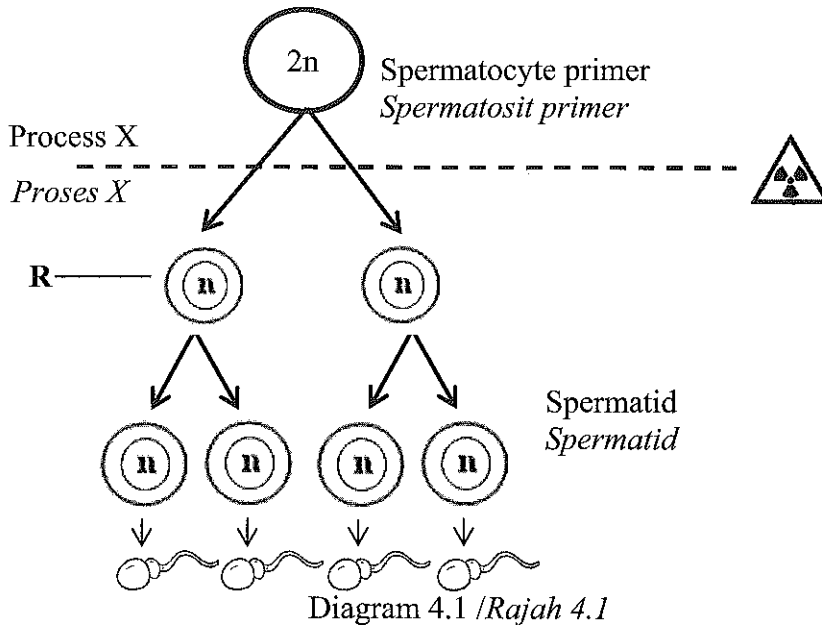 2n
Spermatocyte primer
Spermatosit primer
Process X
Proses X
R
n
n
Spermatid
Spermatid
n
n
n
n
Diagram 4.1 /Rajah 4.1